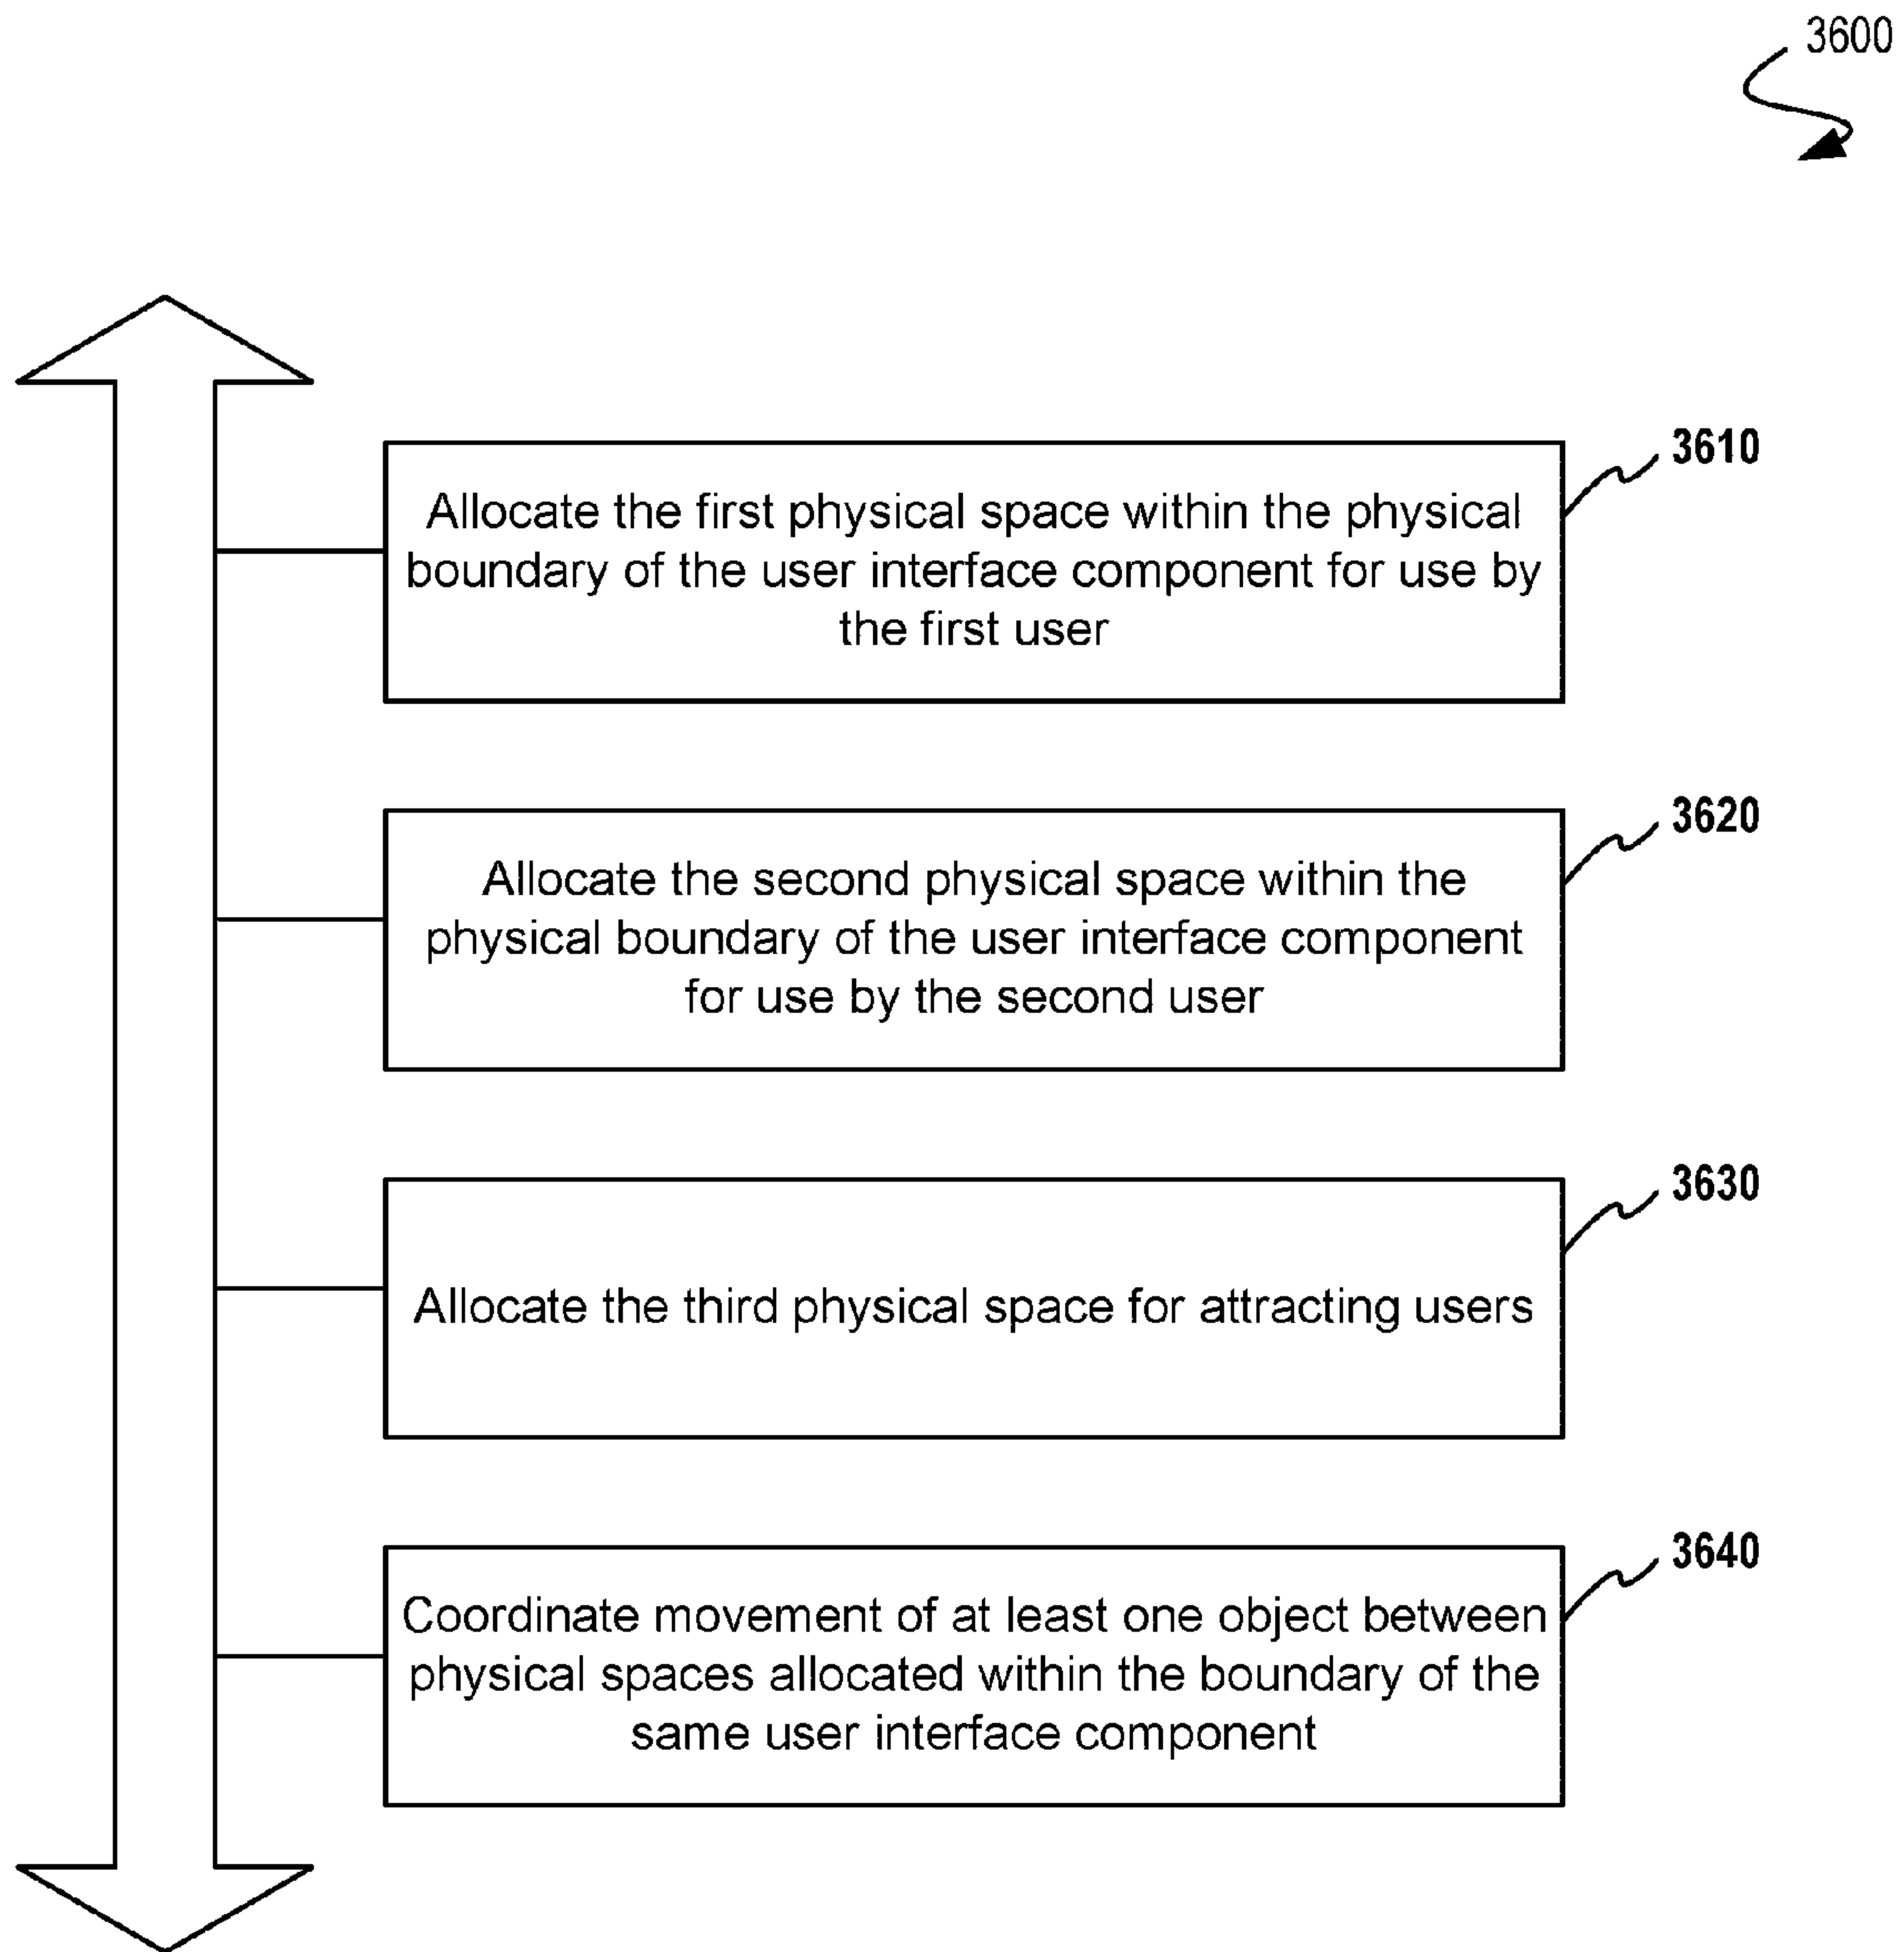 3600
3610
Allocate the first physical space within the physical
boundary of the user interface component for use by
the first user
3620
Allocate the second physical space within the
physical boundary of the user interface component
for use by the second user
3630
Allocate the third physical space for attracting users
3640
Coordinate movement of at least one object between
physical spaces allocated within the boundary of the
same user interface component